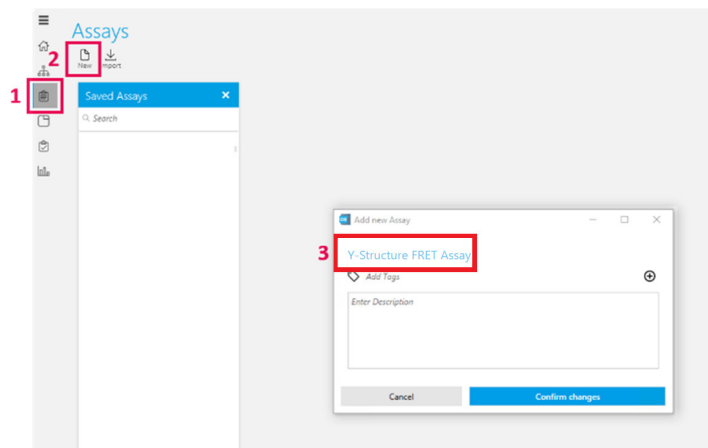 Assays
2
New
Import
1
Saved Assays
Search
Add new Assay
3
Y-Structure FRET Assay
Add Tags
Enter Description
Cancel
Confirm changes